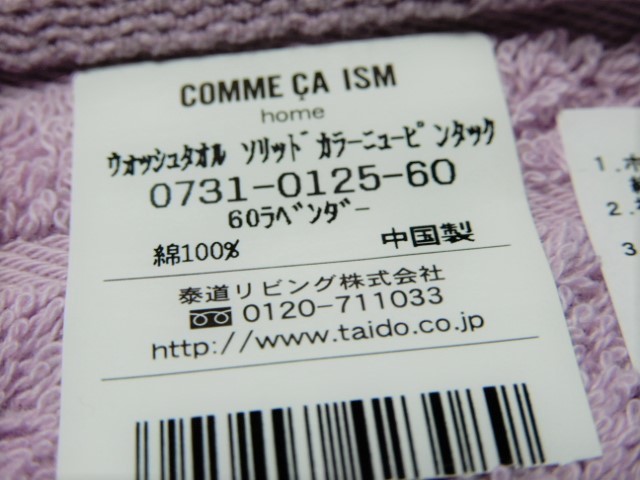 COMME ÇA ISM
home
ウォッシュタオル ソリッドカラーニューピンタック
0731-0125-60
60ラベンダー
綿100% 中国製
泰道リビング株式会社
0120-711033
http://www.taido.co.jp
1.
2.
3